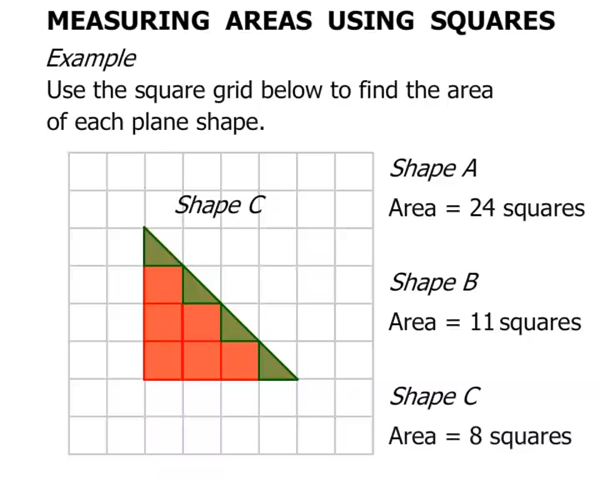 MEASURING AREAS USING SQUARES
Example
Use the square grid below to find the area
of each plane shape.
Shape C
Shape A
Area = 24 squares
Shape B
Area = 11 squares
Shape C
Area = 8 squares